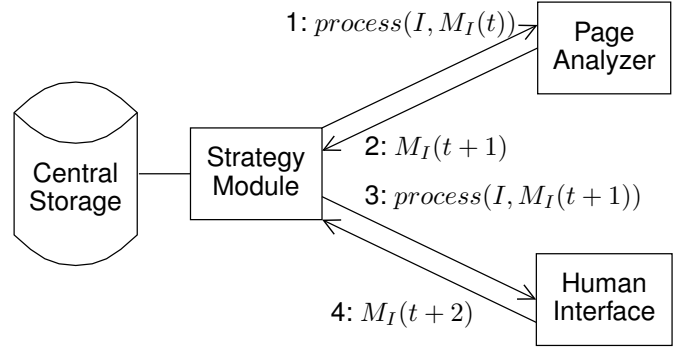 1: process(I, M_I(t))
Page
Analyzer
Central
Storage
Strategy
Module
2: M_I(t + 1)
3: process(I, M_I(t + 1))
Human
Interface
4: M_I(t + 2)